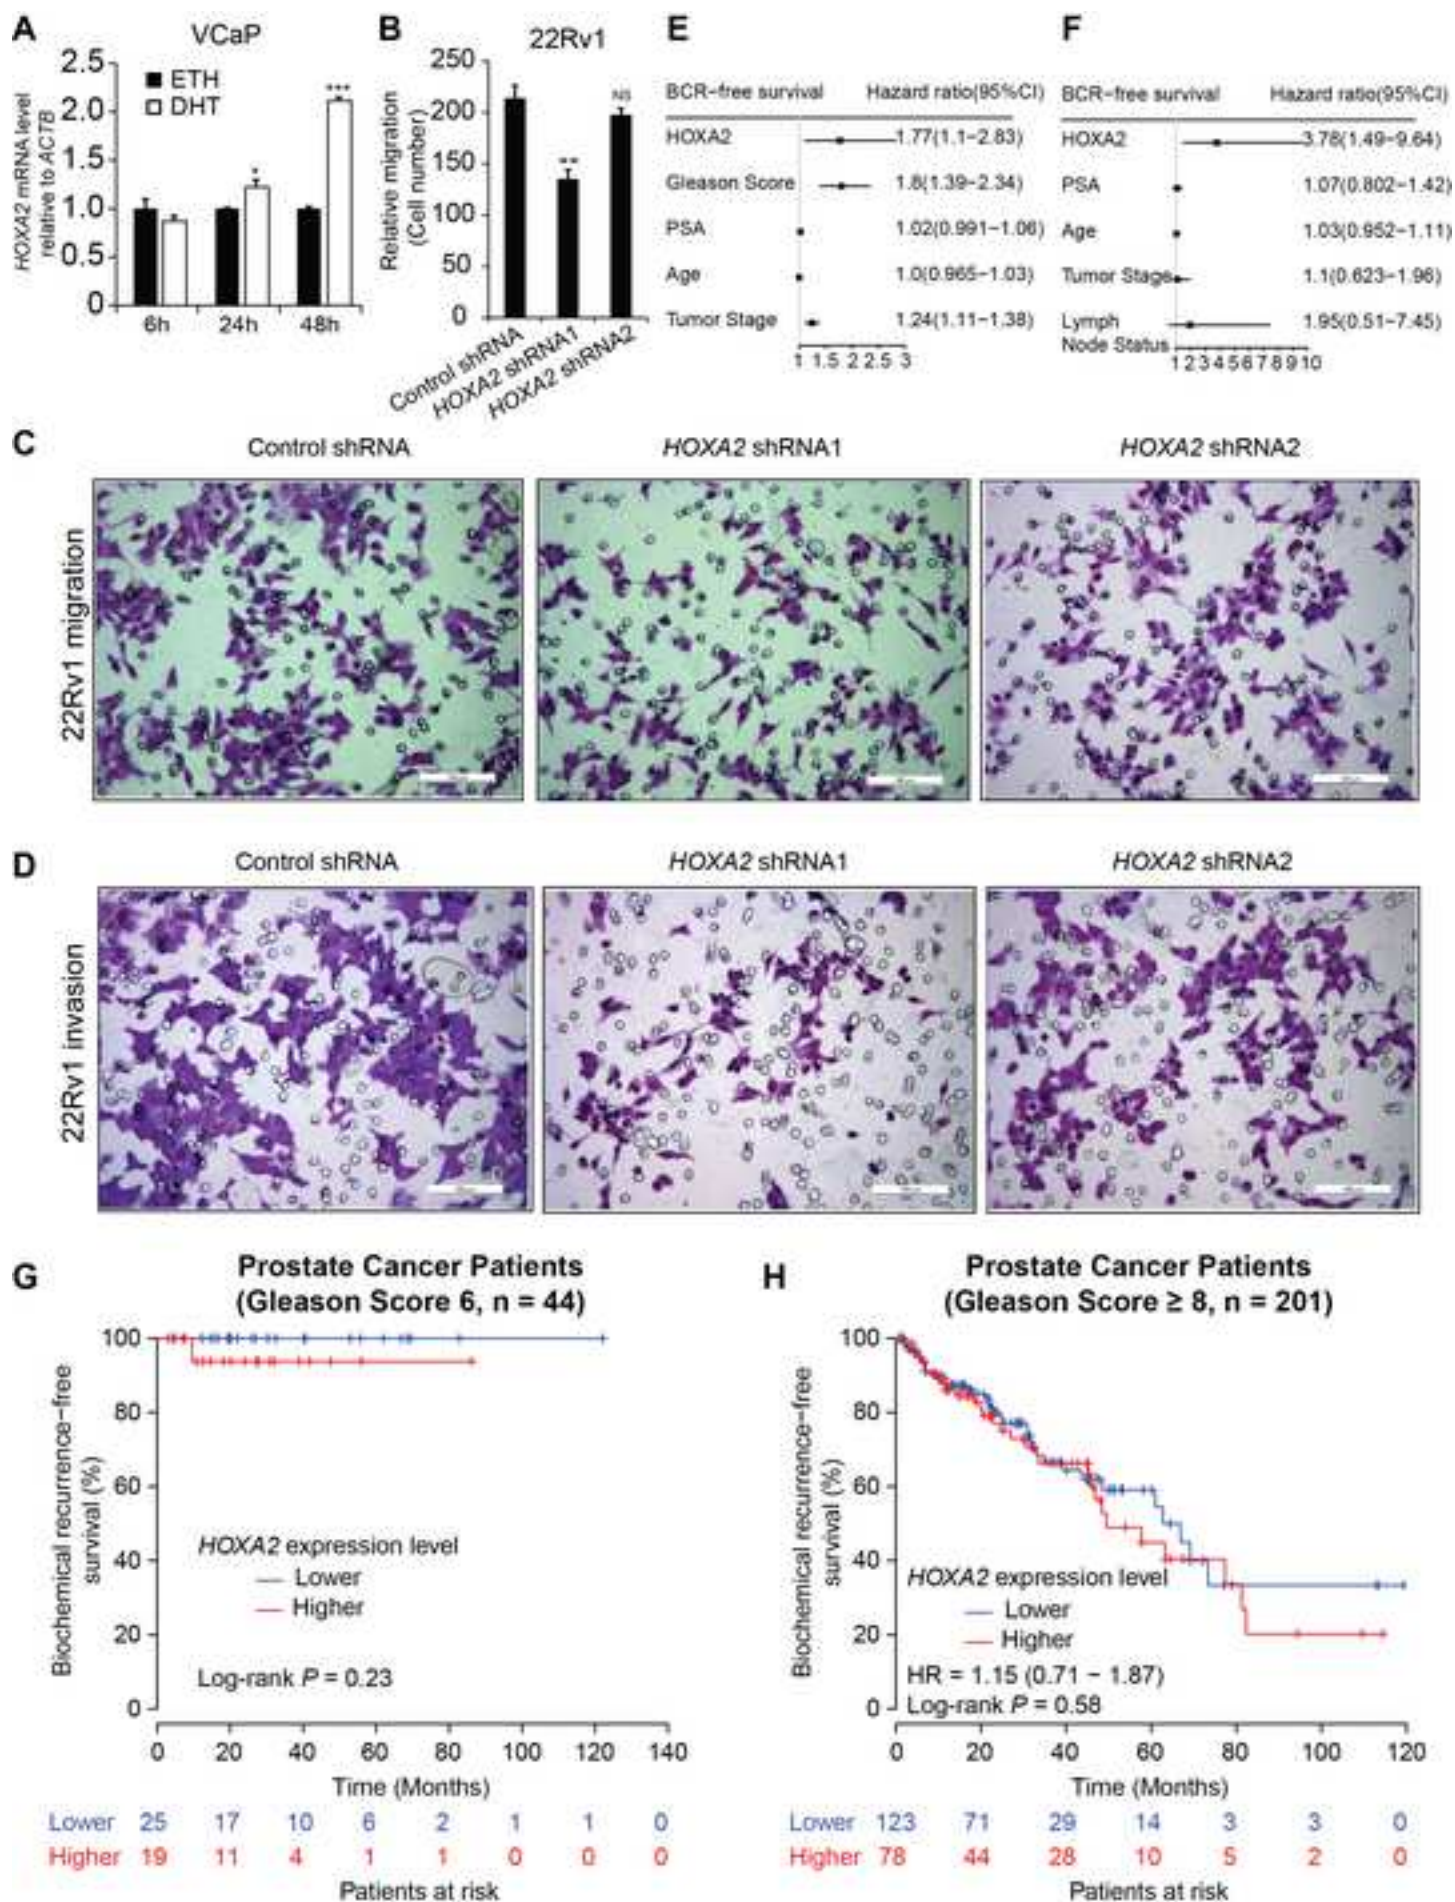 A
VCaP
HOXA2 mRNA level
relative to ACTB
2.5
2.0
1.5
1.0
0.5
0
ETH
DHT
*
***
6h
24h
48h
B
22Rv1
Relative migration
(Cell number)
250
200
150
100
50
0
**
NS
Control shRNA
HOXA2 shRNA1
HOXA2 shRNA2
E
BCR-free survival Hazard ratio(95%CI)
HOXA2 1.77(1.1-2.83)
Gleason Score 1.8(1.39-2.34)
PSA 1.02(0.991-1.06)
Age 1.0(0.965-1.03)
Tumor Stage 1.24(1.11-1.38)
1 1.5 2 2.5 3
F
BCR-free survival Hazard ratio(95%CI)
HOXA2 3.78(1.49-9.64)
PSA 1.07(0.802-1.42)
Age 1.03(0.952-1.11)
Tumor Stage 1.1(0.623-1.96)
Lymph 1.95(0.51-7.45)
Node Status
1 2 3 4 5 6 7 8 9 10
C
Control shRNA HOXA2 shRNA1 HOXA2 shRNA2
22Rv1 migration
D
Control shRNA HOXA2 shRNA1 HOXA2 shRNA2
22Rv1 invasion
G
Prostate Cancer Patients
(Gleason Score 6, n = 44)
Biochemical recurrence-free
survival (%)
100
80
60
40
20
0
HOXA2 expression level
Lower
Higher
Log-rank P = 0.23
0 20 40 60 80 100 120 140
Time (Months)
Lower 25 17 10 6 2 1 1 0
Higher 19 11 4 1 1 0 0 0
Patients at risk
H
Prostate Cancer Patients
(Gleason Score ≥ 8, n = 201)
Biochemical recurrence-free
survival (%)
100
80
60
40
20
0
HOXA2 expression level
Lower
Higher
HR = 1.15 (0.71 - 1.87)
Log-rank P = 0.58
0 20 40 60 80 100 120
Time (Months)
Lower 123 71 29 14 3 3 0
Higher 78 44 28 10 5 2 0
Patients at risk